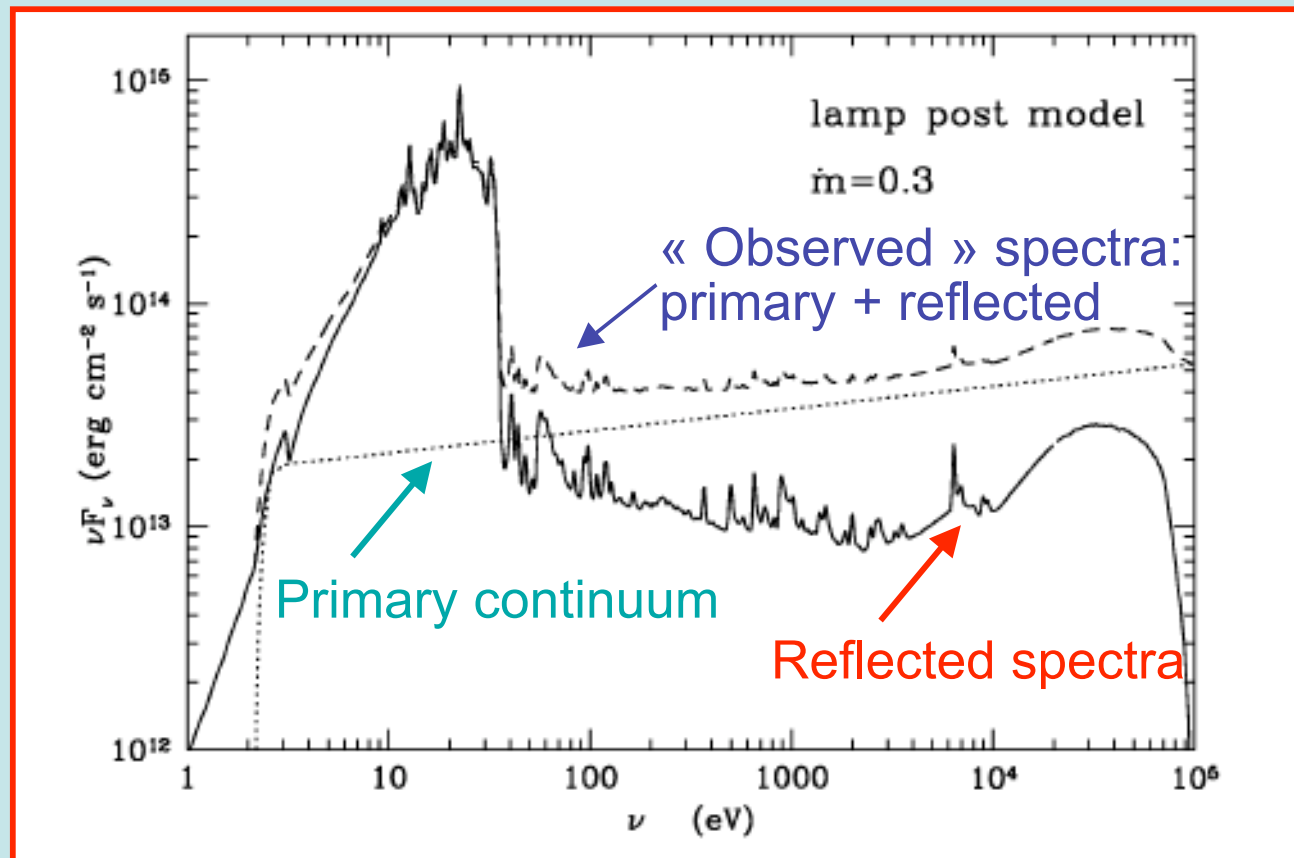 10¹⁵
lamp post model
ṁ=0.3
« Observed » spectra:
primary + reflected
10¹⁴
νFᵥ (erg cm⁻² s⁻¹)
10¹³
Primary continuum
Reflected spectra
10¹²
1 10 100 1000 10⁴ 10⁵
ν (eV)